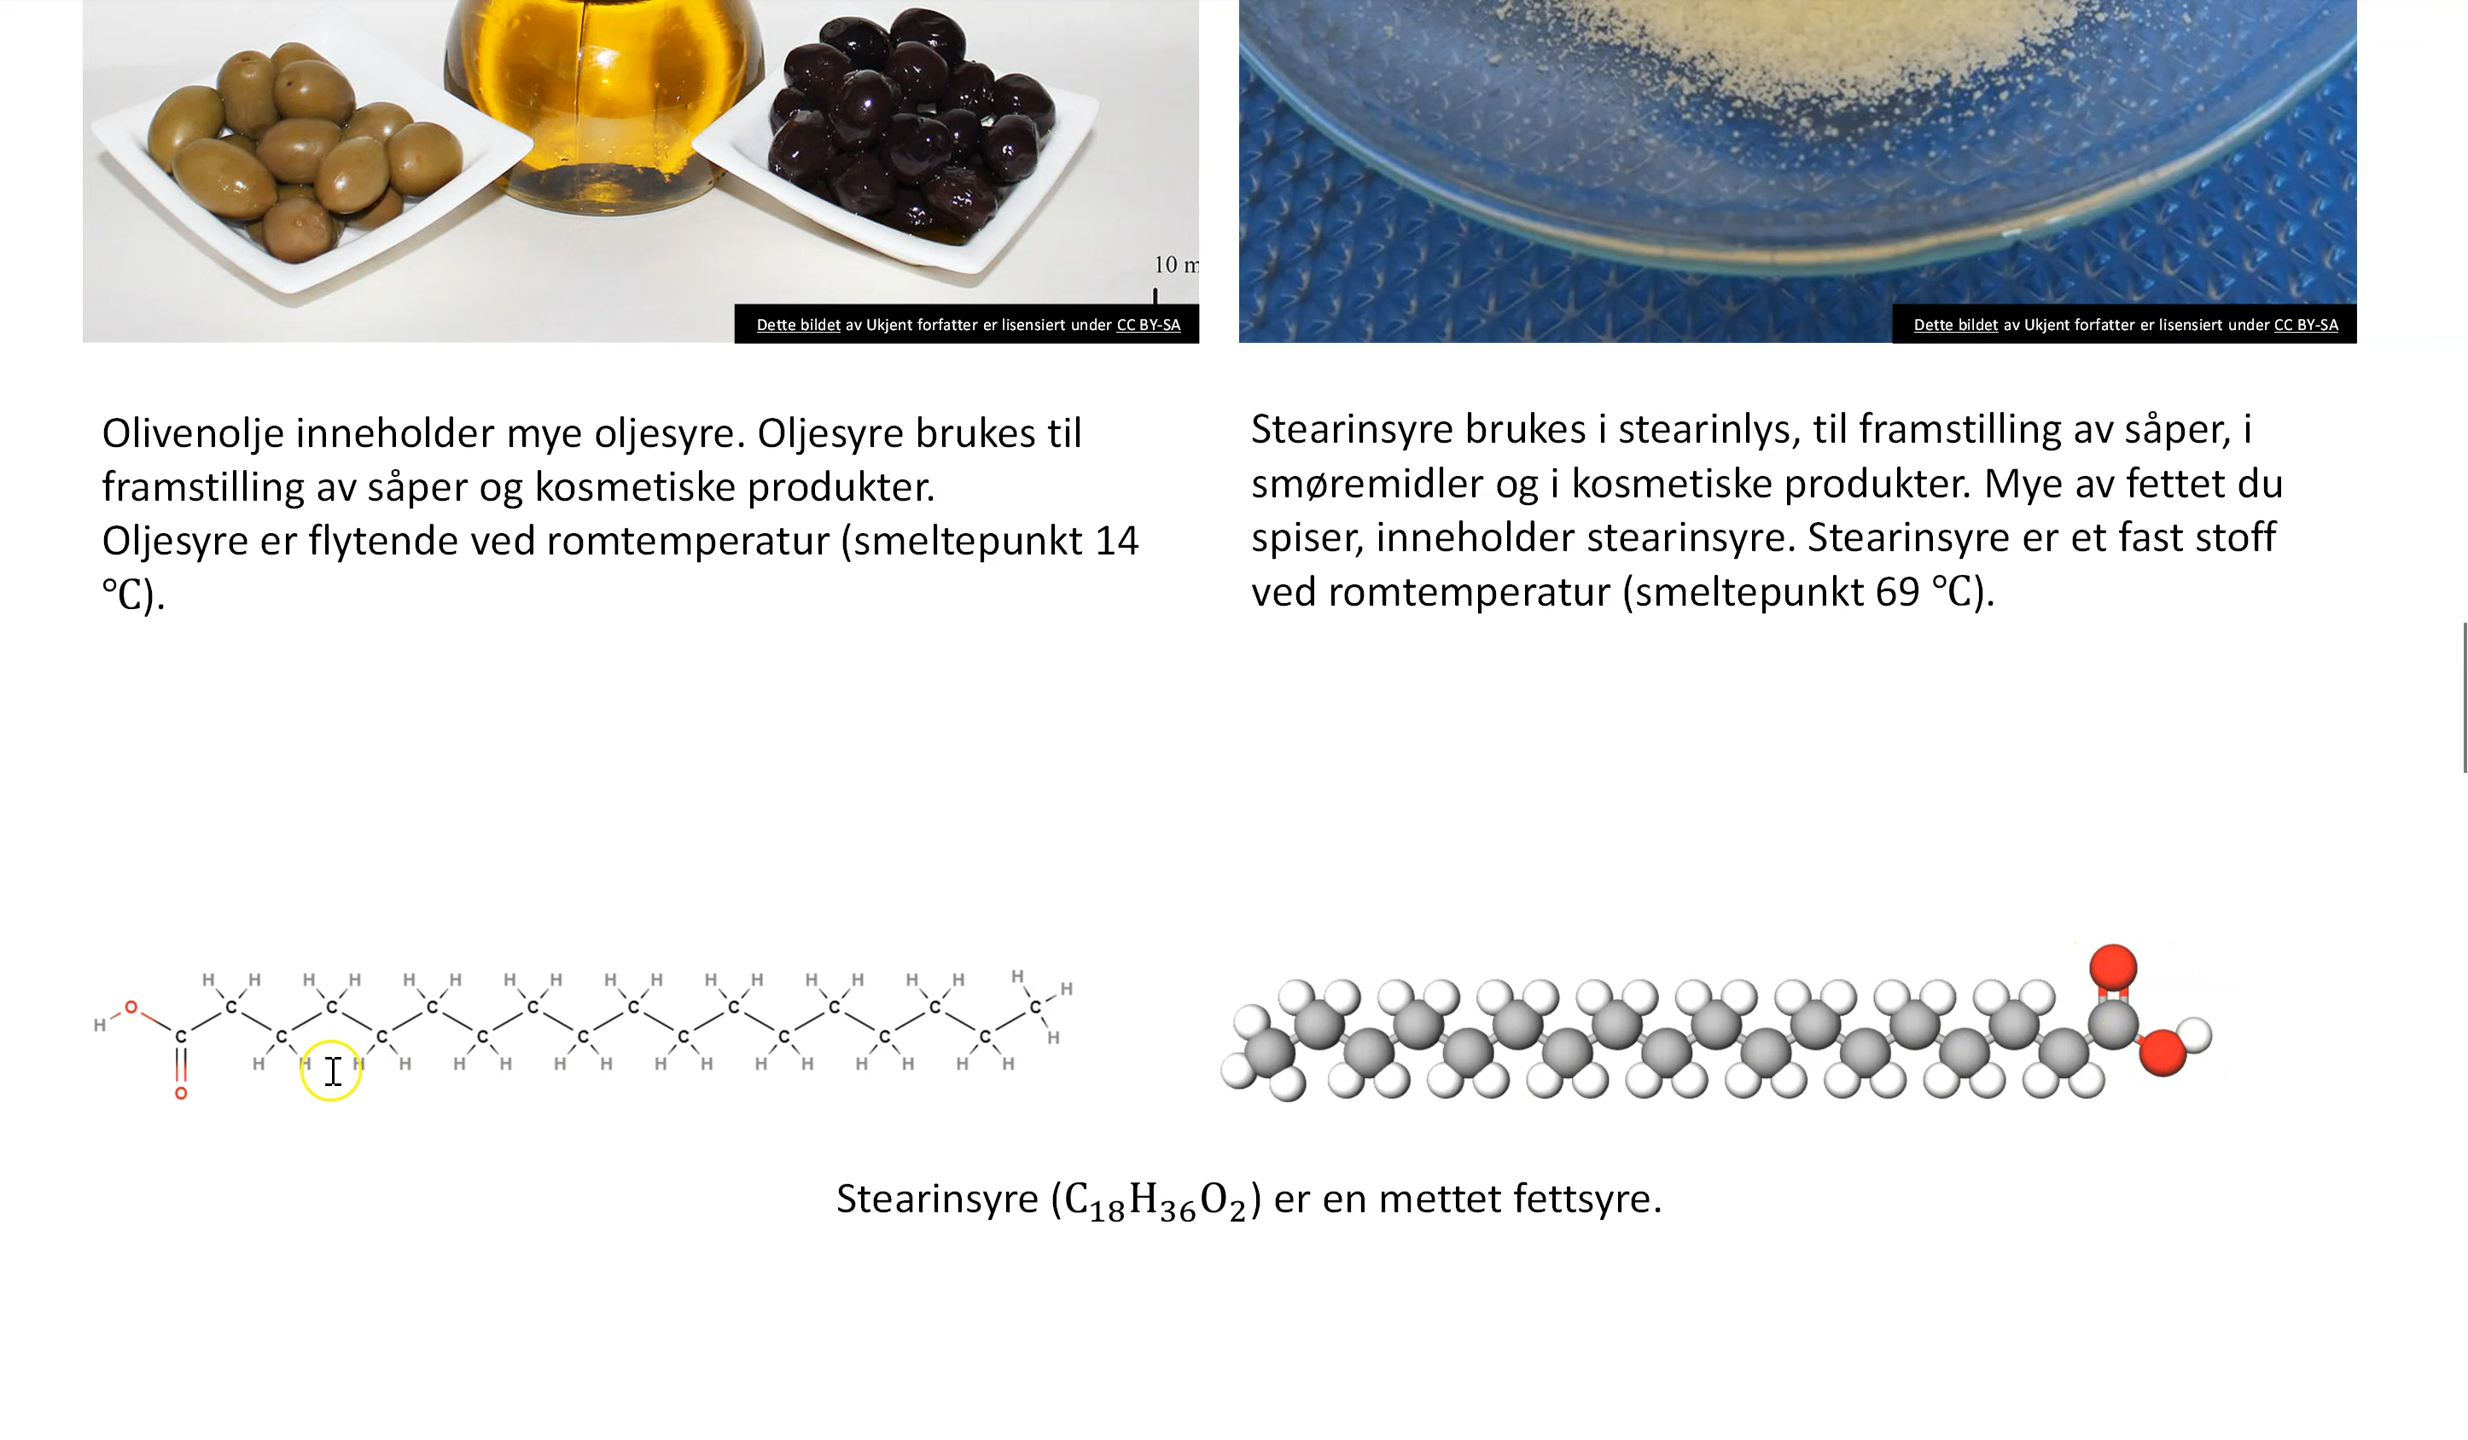 10 m
Dette bildet av Ukjent forfatter er lisensiert under CC BY-SA
Dette bildet av Ukjent forfatter er lisensiert under CC BY-SA
Olivenolje inneholder mye oljesyre. Oljesyre brukes til
framstilling av såper og kosmetiske produkter.
Oljesyre er flytende ved romtemperatur (smeltepunkt 14
°C).
Stearinsyre brukes i stearinlys, til framstilling av såper, i
smøremidler og i kosmetiske produkter. Mye av fettet du
spiser, inneholder stearinsyre. Stearinsyre er et fast stoff
ved romtemperatur (smeltepunkt 69 °C).
H H H H H H H H H H H H H H H H H
H
O C C C C C C C C C
H C C C C C C C C C H
H H H H H H H H H H H H H H H H
O
Stearinsyre (C₁₈H₃₆O₂) er en mettet fettsyre.